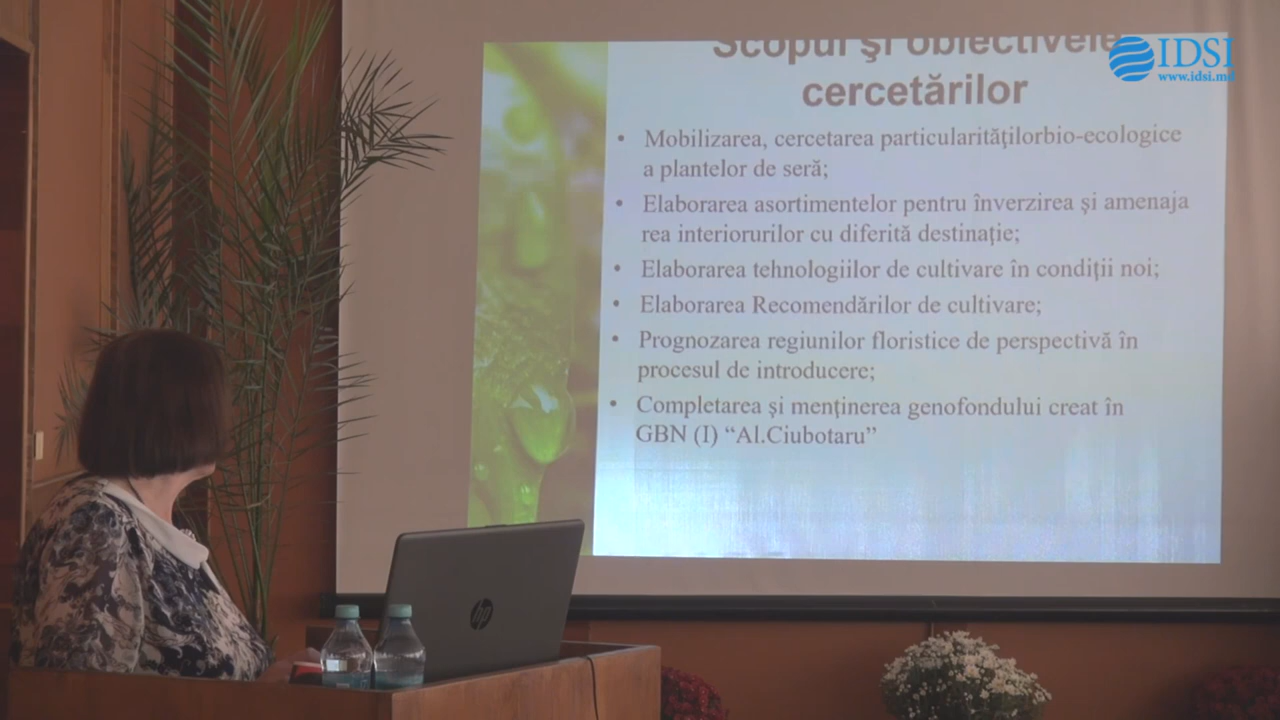 Scopul şi obiectivele
cercetărilor
• Mobilizarea, cercetarea particularităţilorbio-ecologice
a plantelor de seră;
• Elaborarea asortimentelor pentru înverzirea şi amenaja
rea interiorurilor cu diferită destinaţie;
• Elaborarea tehnologiilor de cultivare în condiţii noi;
• Elaborarea Recomendărilor de cultivare;
• Prognozarea regiunilor floristice de perspectivă în
procesul de introducere;
• Completarea şi menţinerea genofondului creat în
GBN (I) “Al.Ciubotaru”
IDSI
www.idsi.md
hp